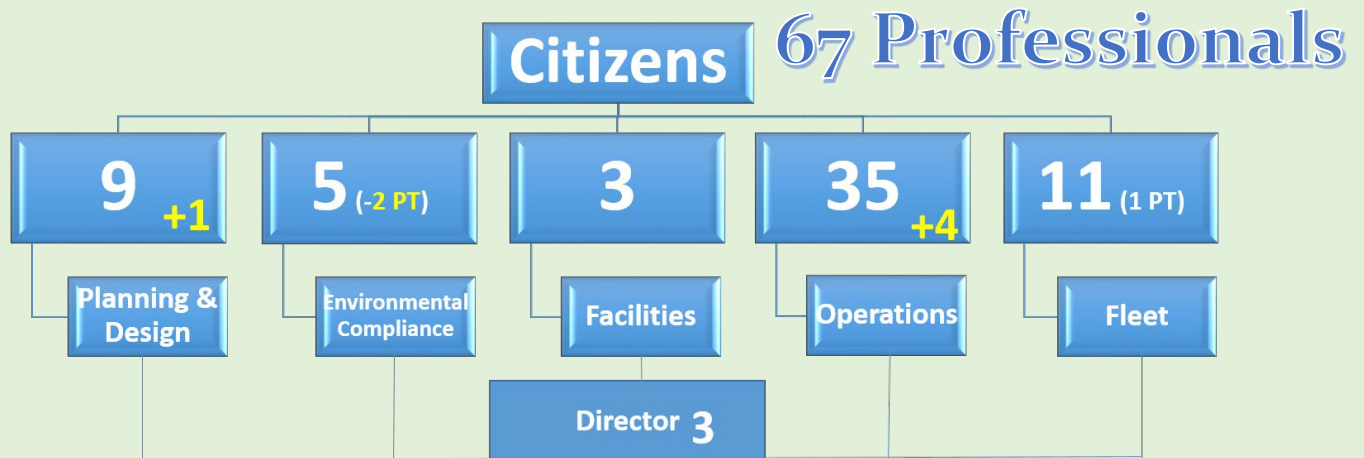 Citizens
67 Professionals
9 +1
5 (-2 PT)
3
35 +4
11 (1 PT)
Planning &
Design
Environmental
Compliance
Facilities
Operations
Fleet
Director 3